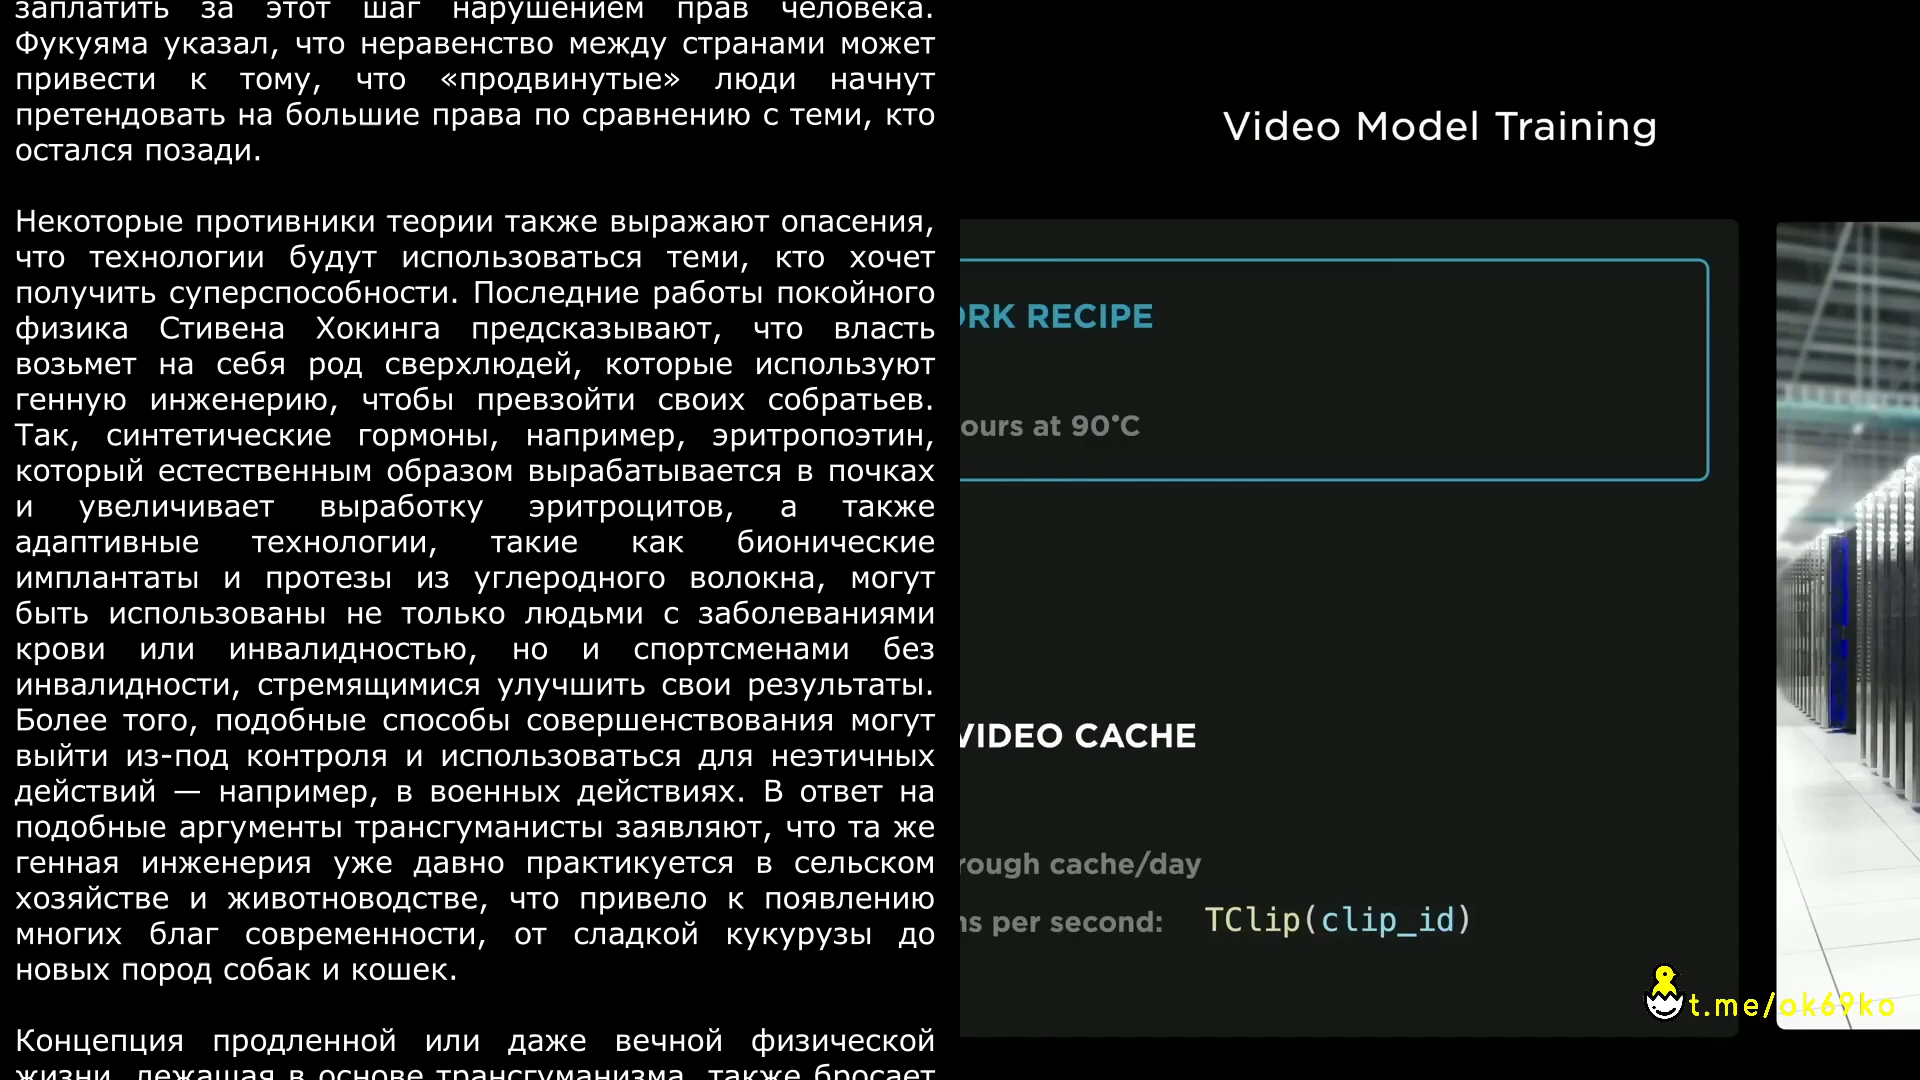 заплатить за этот шаг нарушением прав человека.
Фукуяма указал, что неравенство между странами может
привести к тому, что «продвинутые» люди начнут
претендовать на большие права по сравнению с теми, кто
остался позади.
Некоторые противники теории также выражают опасения,
что технологии будут использоваться теми, кто хочет
получить суперспособности. Последние работы покойного
физика Стивена Хокинга предсказывают, что власть
возьмет на себя род сверхлюдей, которые используют
генную инженерию, чтобы превзойти своих собратьев.
Так, синтетические гормоны, например, эритропоэтин,
который естественным образом вырабатывается в почках
и увеличивает выработку эритроцитов, а также
адаптивные технологии, такие как бионические
имплантаты и протезы из углеродного волокна, могут
быть использованы не только людьми с заболеваниями
крови или инвалидностью, но и спортсменами без
инвалидности, стремящимися улучшить свои результаты.
Более того, подобные способы совершенствования могут
выйти из-под контроля и использоваться для неэтичных
действий — например, в военных действиях. В ответ на
подобные аргументы трансгуманисты заявляют, что та же
генная инженерия уже давно практикуется в сельском
хозяйстве и животноводстве, что привело к появлению
многих благ современности, от сладкой кукурузы до
новых пород собак и кошек.
Концепция продленной или даже вечной физической
жизни, лежащая в основе трансгуманизма, также бросает
Video Model Training
ORK RECIPE
ours at 90°C
VIDEO CACHE
rough cache/day
ns per second: TClip(clip_id)
t.me/ok69ko